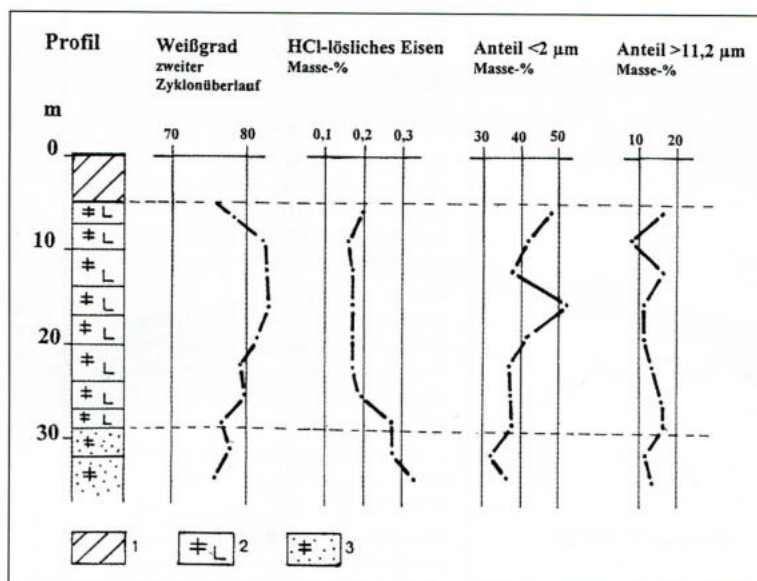 Profil
m
Weißgrad
zweiter
Zyklonüberlauf
HCl-lösliches Eisen
Masse-%
Anteil <2 µm
Masse-%
Anteil >11,2 µm
Masse-%
70 80
0,1 0,2 0,3
30 40 50
10 20
0
10
20
30
L
L
L
L
L
L
L
L
1
L 2
3